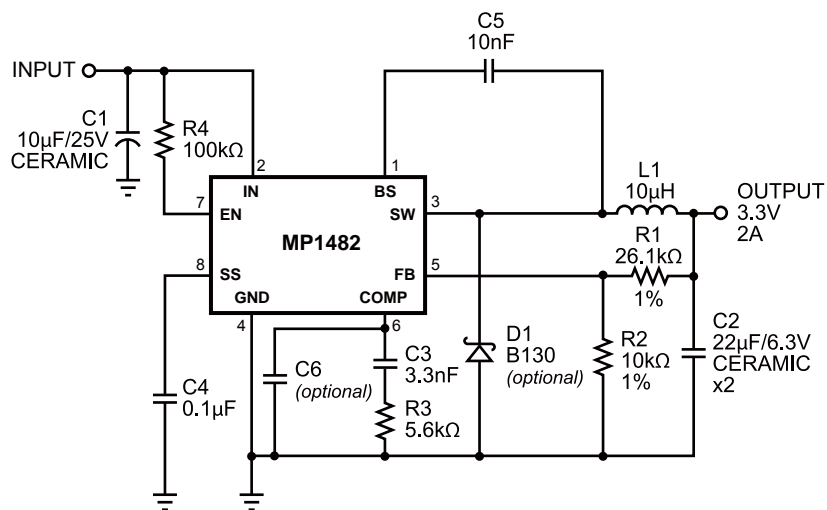 C5
10nF
INPUT
C1
10µF/25V
CERAMIC
R4
100kΩ
2
1
L1
10µH
OUTPUT
3.3V
2A
7
IN
BS
3
EN
SW
MP1482
R1
26.1kΩ
1%
8
SS
FB
5
GND
COMP
4
6
C4
0.1µF
C6
(optional)
C3
3.3nF
R3
5.6kΩ
D1
B130
(optional)
R2
10kΩ
1%
C2
22µF/6.3V
CERAMIC
x2